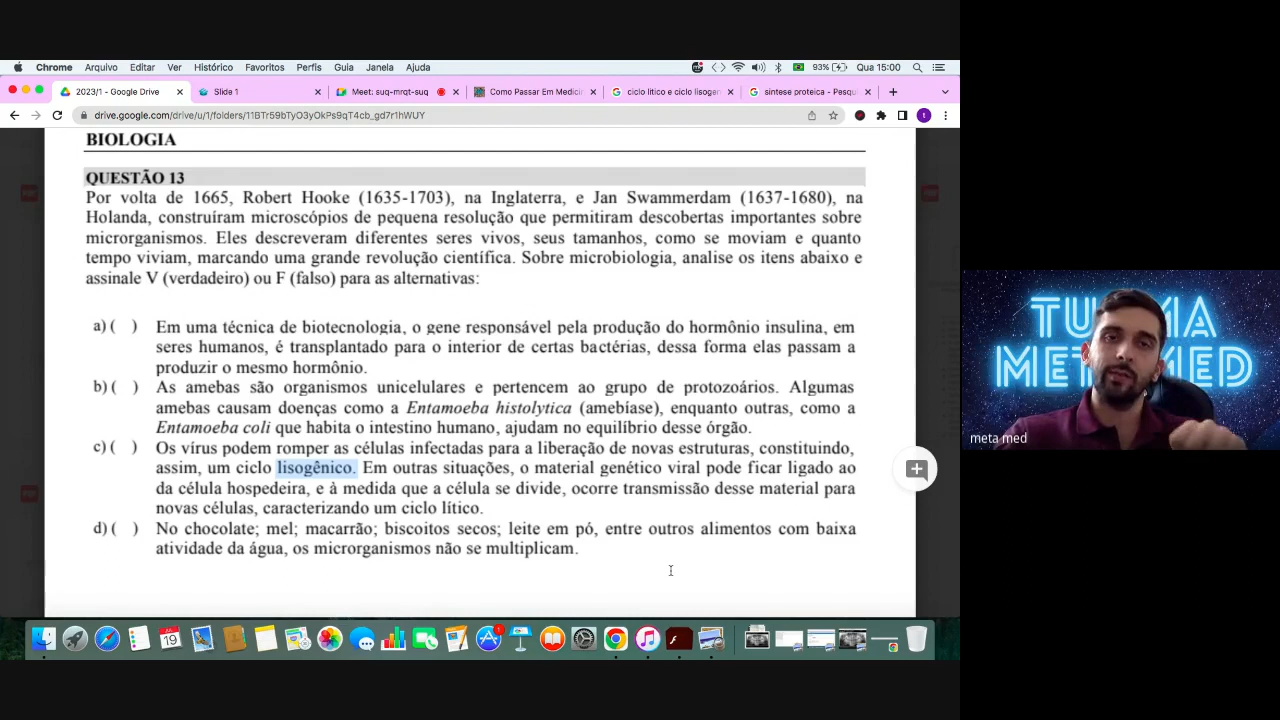 Chrome Arquivo Editar Ver Histórico Favoritos Perfis Guia Janela Ajuda 93% Qua 15:00
2023/1 - Google Drive Slide 1 Meet: suq-mrqt-suq Como Passar Em Medicin ciclo lítico e ciclo lisogen sintese proteica - Pesqui
drive.google.com/drive/u/1/folders/11BTr59bTyO3yOkPs9qT4cb_gd7r1hWUY
BIOLOGIA
QUESTÃO 13
Por volta de 1665, Robert Hooke (1635-1703), na Inglaterra, e Jan Swammerdam (1637-1680), na
Holanda, construíram microscópios de pequena resolução que permitiram descobertas importantes sobre
microrganismos. Eles descreveram diferentes seres vivos, seus tamanhos, como se moviam e quanto
tempo viviam, marcando uma grande revolução científica. Sobre microbiologia, analise os itens abaixo e
assinale V (verdadeiro) ou F (falso) para as alternativas:
a) ( ) Em uma técnica de biotecnologia, o gene responsável pela produção do hormônio insulina, em
seres humanos, é transplantado para o interior de certas bactérias, dessa forma elas passam a
produzir o mesmo hormônio.
b) ( ) As amebas são organismos unicelulares e pertencem ao grupo de protozoários. Algumas
amebas causam doenças como a Entamoeba histolytica (amebíase), enquanto outras, como a
Entamoeba coli que habita o intestino humano, ajudam no equilíbrio desse órgão.
c) ( ) Os vírus podem romper as células infectadas para a liberação de novas estruturas, constituindo,
assim, um ciclo lisogênico. Em outras situações, o material genético viral pode ficar ligado ao
da célula hospedeira, e à medida que a célula se divide, ocorre transmissão desse material para
novas células, caracterizando um ciclo lítico.
d) ( ) No chocolate; mel; macarrão; biscoitos secos; leite em pó, entre outros alimentos com baixa
atividade da água, os microrganismos não se multiplicam.
META MED
meta med